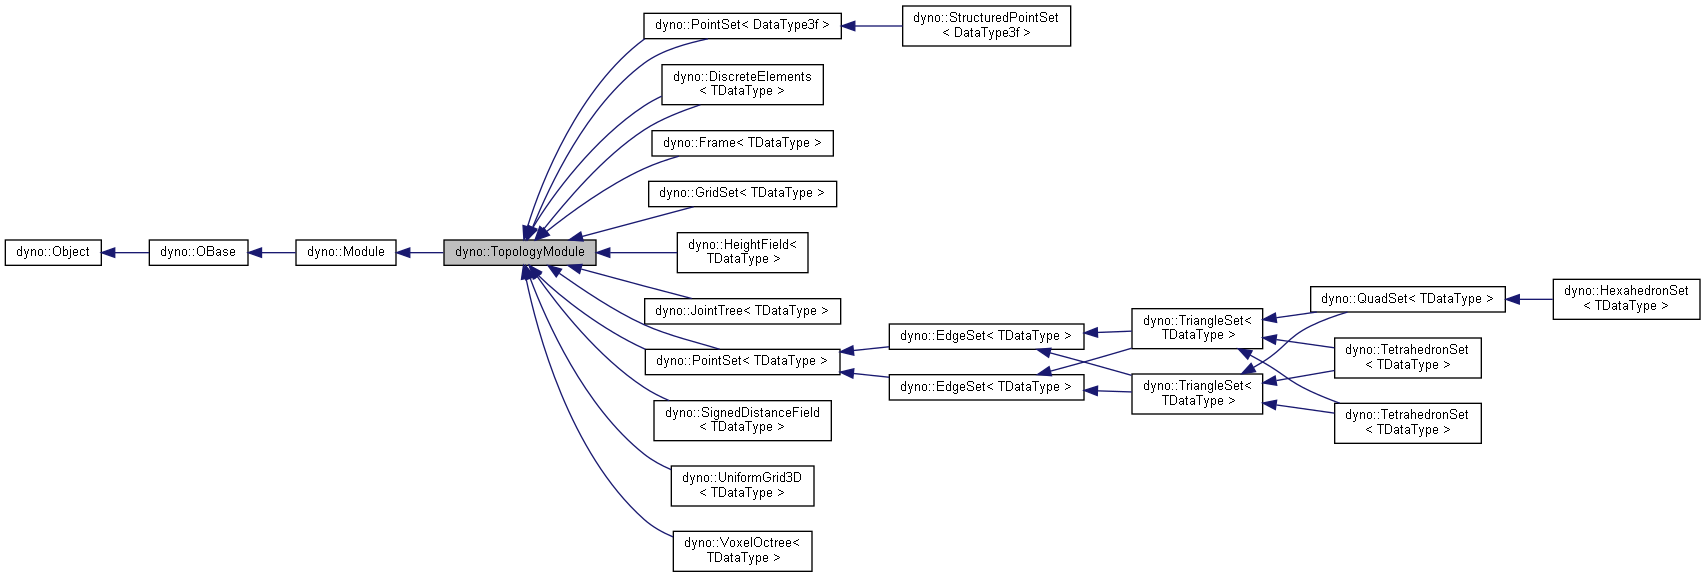 dyno::Object
dyno::OBase
dyno::Module
dyno::TopologyModule
dyno::PointSet< DataType3f >
dyno::StructuredPointSet
< DataType3f >
dyno::DiscreteElements
< TDataType >
dyno::Frame< TDataType >
dyno::GridSet< TDataType >
dyno::HeightField<
TDataType >
dyno::JointTree< TDataType >
dyno::PointSet< TDataType >
dyno::SignedDistanceField
< TDataType >
dyno::UniformGrid3D
< TDataType >
dyno::VoxelOctree<
TDataType >
dyno::EdgeSet< TDataType >
dyno::EdgeSet< TDataType >
dyno::TriangleSet<
TDataType >
dyno::TriangleSet<
TDataType >
dyno::QuadSet< TDataType >
dyno::TetrahedronSet
< TDataType >
dyno::TetrahedronSet
< TDataType >
dyno::HexahedronSet
< TDataType >